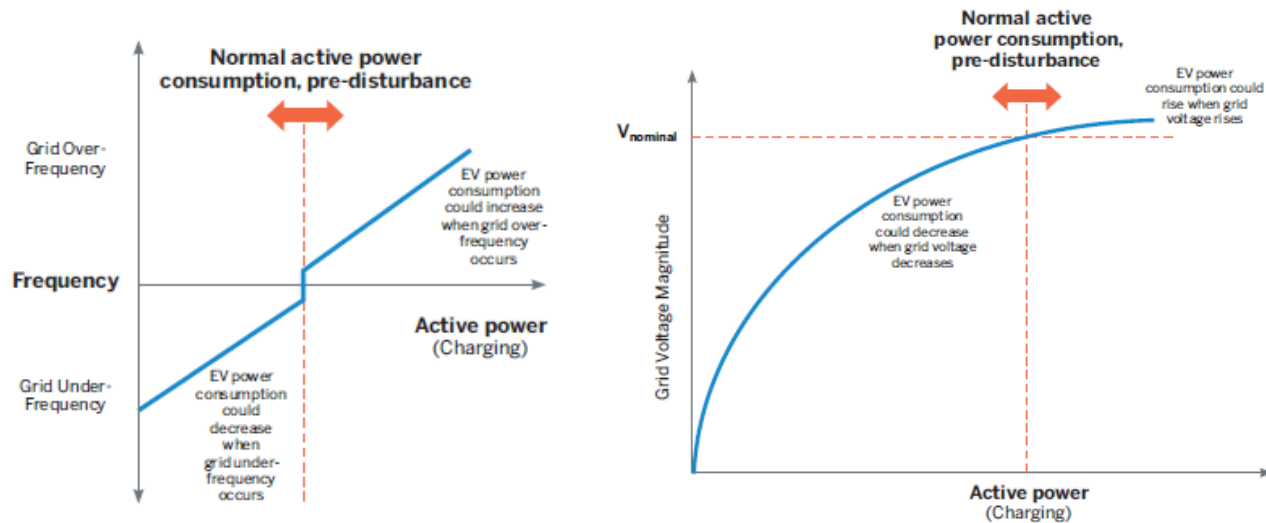 Normal active power
consumption, pre-disturbance
Grid Over-
Frequency
EV power
consumption
could increase
when grid over-
frequency
occurs
Frequency
Active power
(Charging)
Grid Under-
Frequency
EV power
consumption
could
decrease
when
grid under-
frequency
occurs
Normal active
power consumption,
pre-disturbance
EV power
consumption could
rise when grid
voltage rises
Vnominal
EV power
consumption
could decrease
when grid voltage
decreases
Grid Voltage Magnitude
Active power
(Charging)